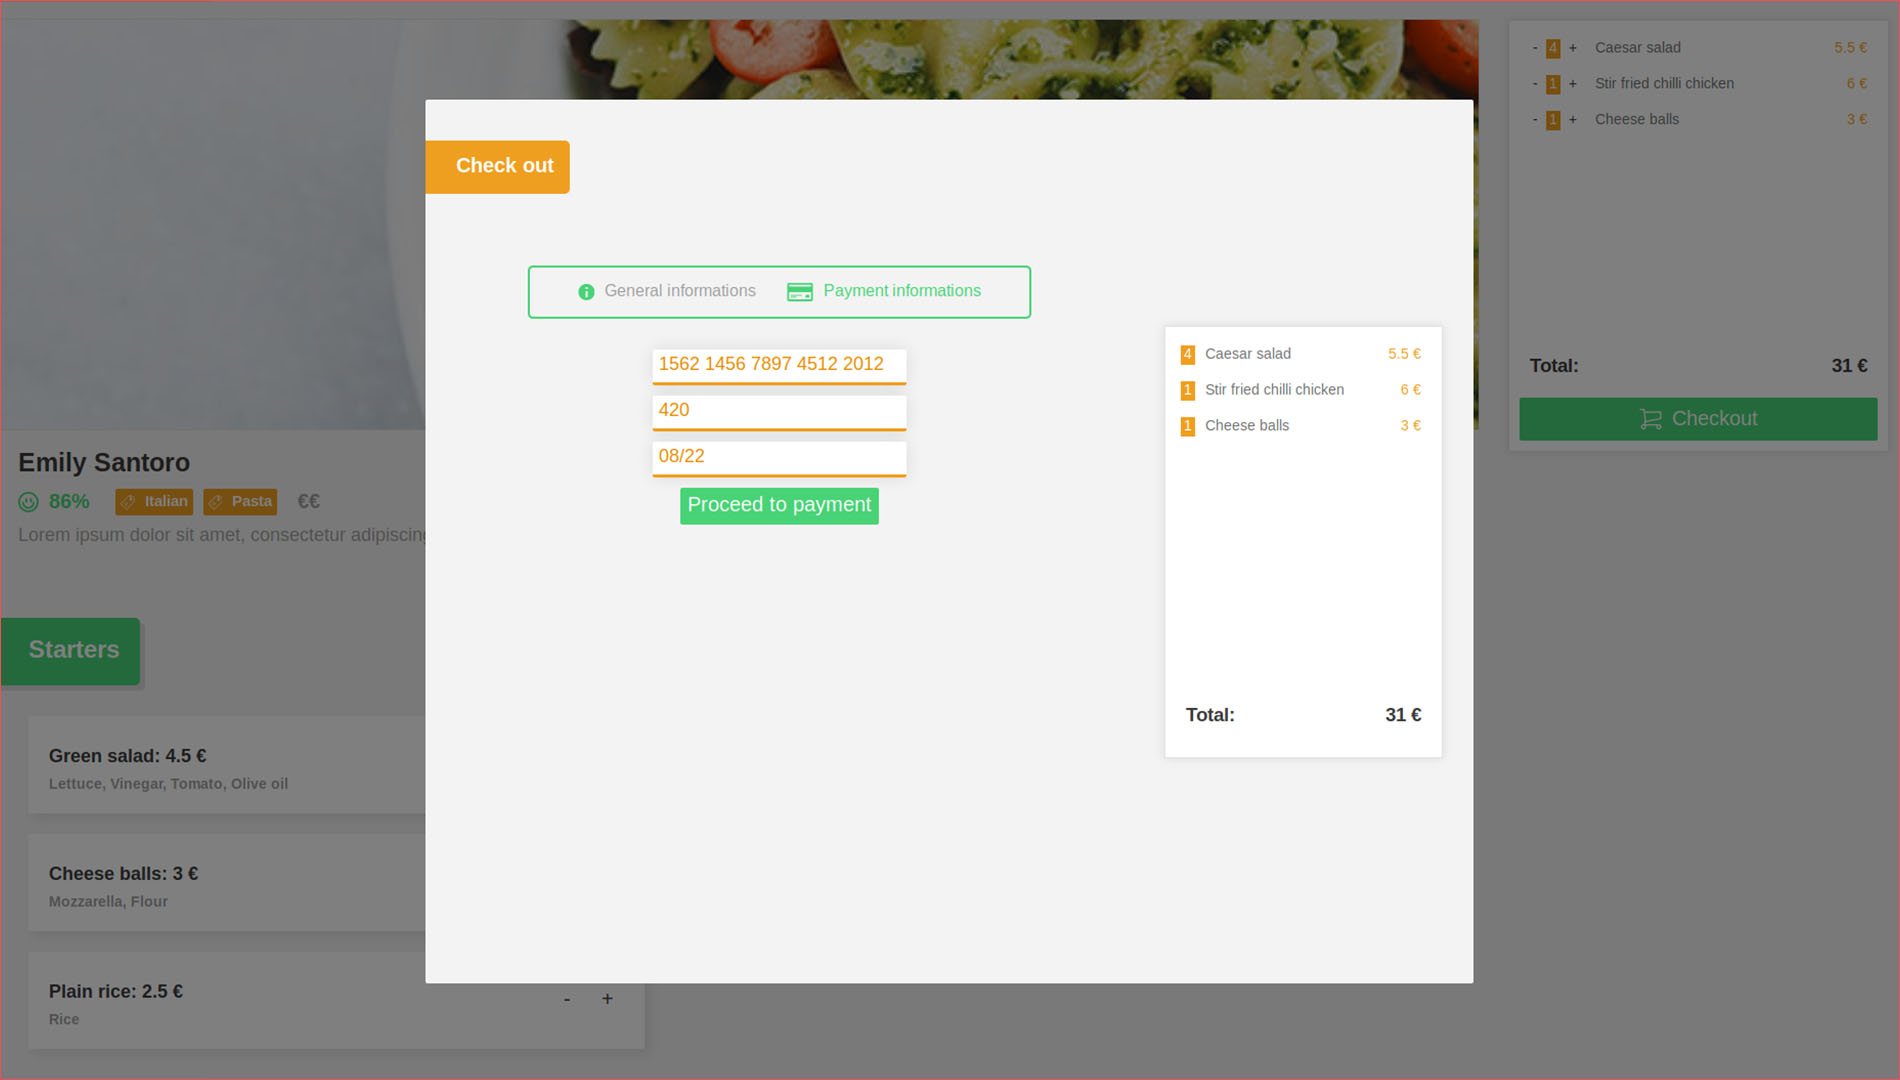 - 4 + Caesar salad 5.5 €
- 1 + Stir fried chilli chicken 6 €
- 1 + Cheese balls 3 €
Total: 31 €
Checkout
Check out
General informations Payment informations
1562 1456 7897 4512 2012
420
08/22
Proceed to payment
4 Caesar salad 5.5 €
1 Stir fried chilli chicken 6 €
1 Cheese balls 3 €
Total: 31 €
Emily Santoro
86% Italian Pasta €€
Lorem ipsum dolor sit amet, consectetur adipiscing
Starters
Green salad: 4.5 €
Lettuce, Vinegar, Tomato, Olive oil
Cheese balls: 3 €
Mozzarella, Flour
Plain rice: 2.5 €
- +
Rice